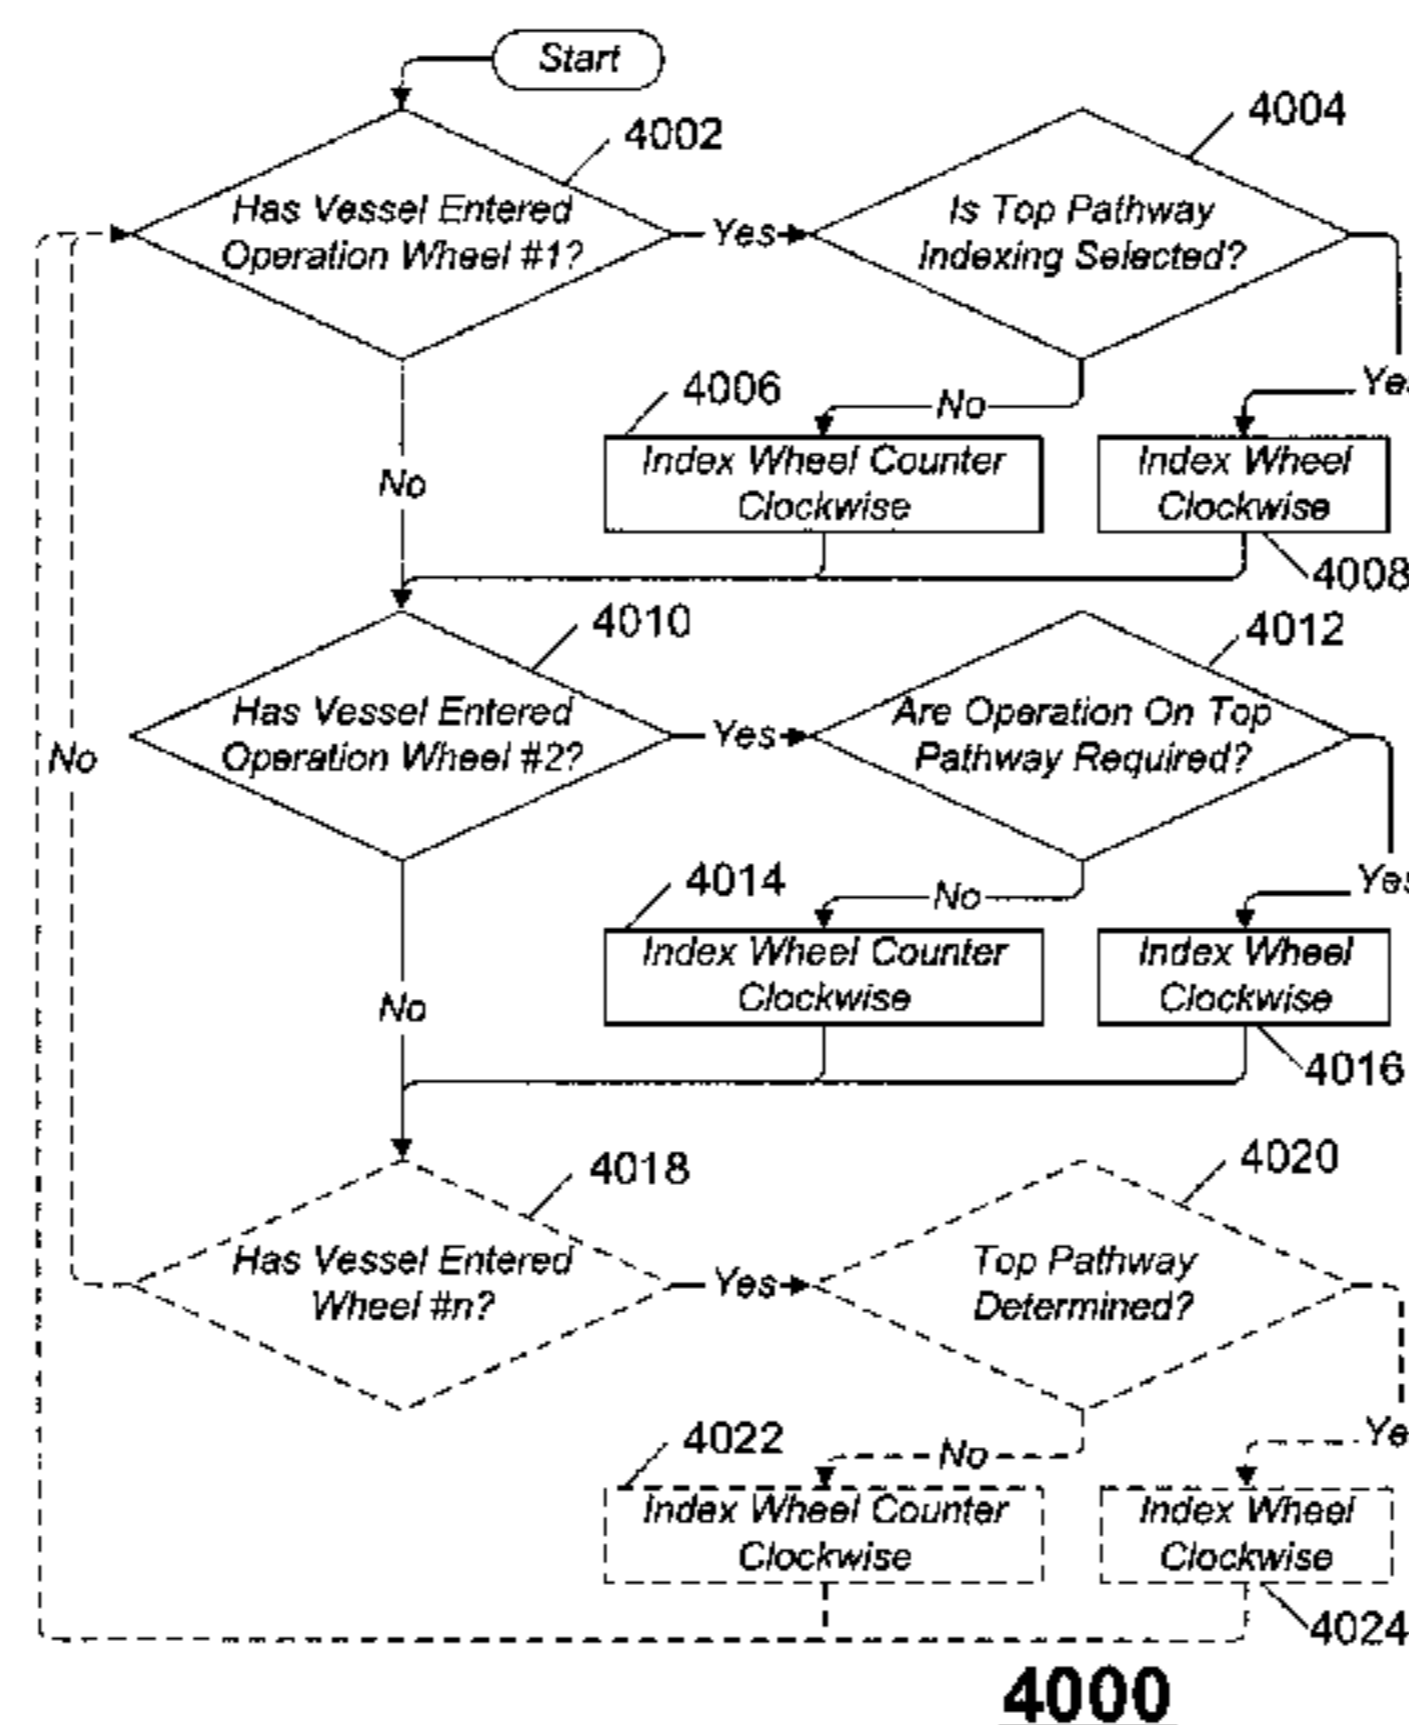 Start
4002
4004
Has Vessel Entered
Operation Wheel #1?
Yes
Is Top Pathway
Indexing Selected?
Yes
4006
No
No
Index Wheel Counter
Clockwise
Index Wheel
Clockwise
4008
4010
4012
Has Vessel Entered
Operation Wheel #2?
Yes
Are Operation On Top
Pathway Required?
No
Yes
4014
No
No
Index Wheel Counter
Clockwise
Index Wheel
Clockwise
4016
4018
4020
Has Vessel Entered
Wheel #n?
Yes
Top Pathway
Determined?
Ye
4022
No
Index Wheel Counter
Clockwise
Index Wheel
Clockwise
4024
4000